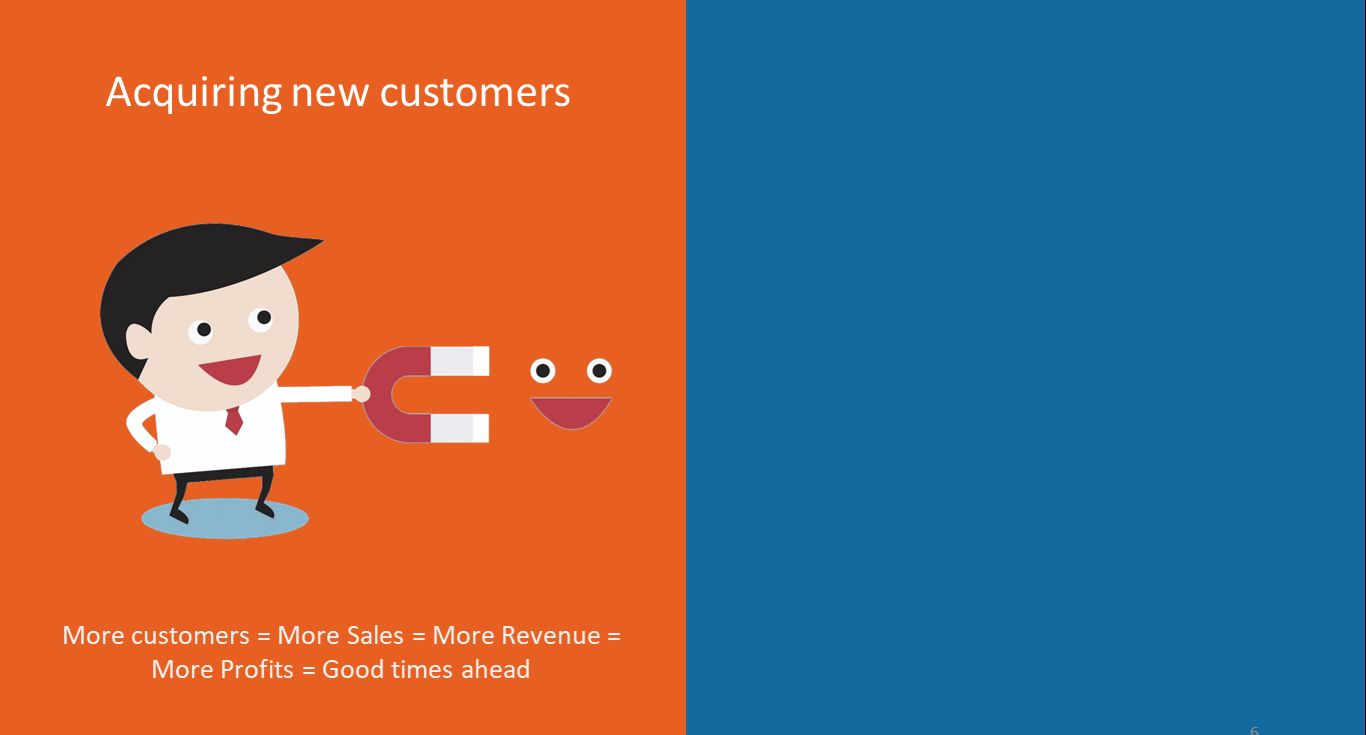 Acquiring new customers
More customers = More Sales = More Revenue =
More Profits = Good times ahead
6